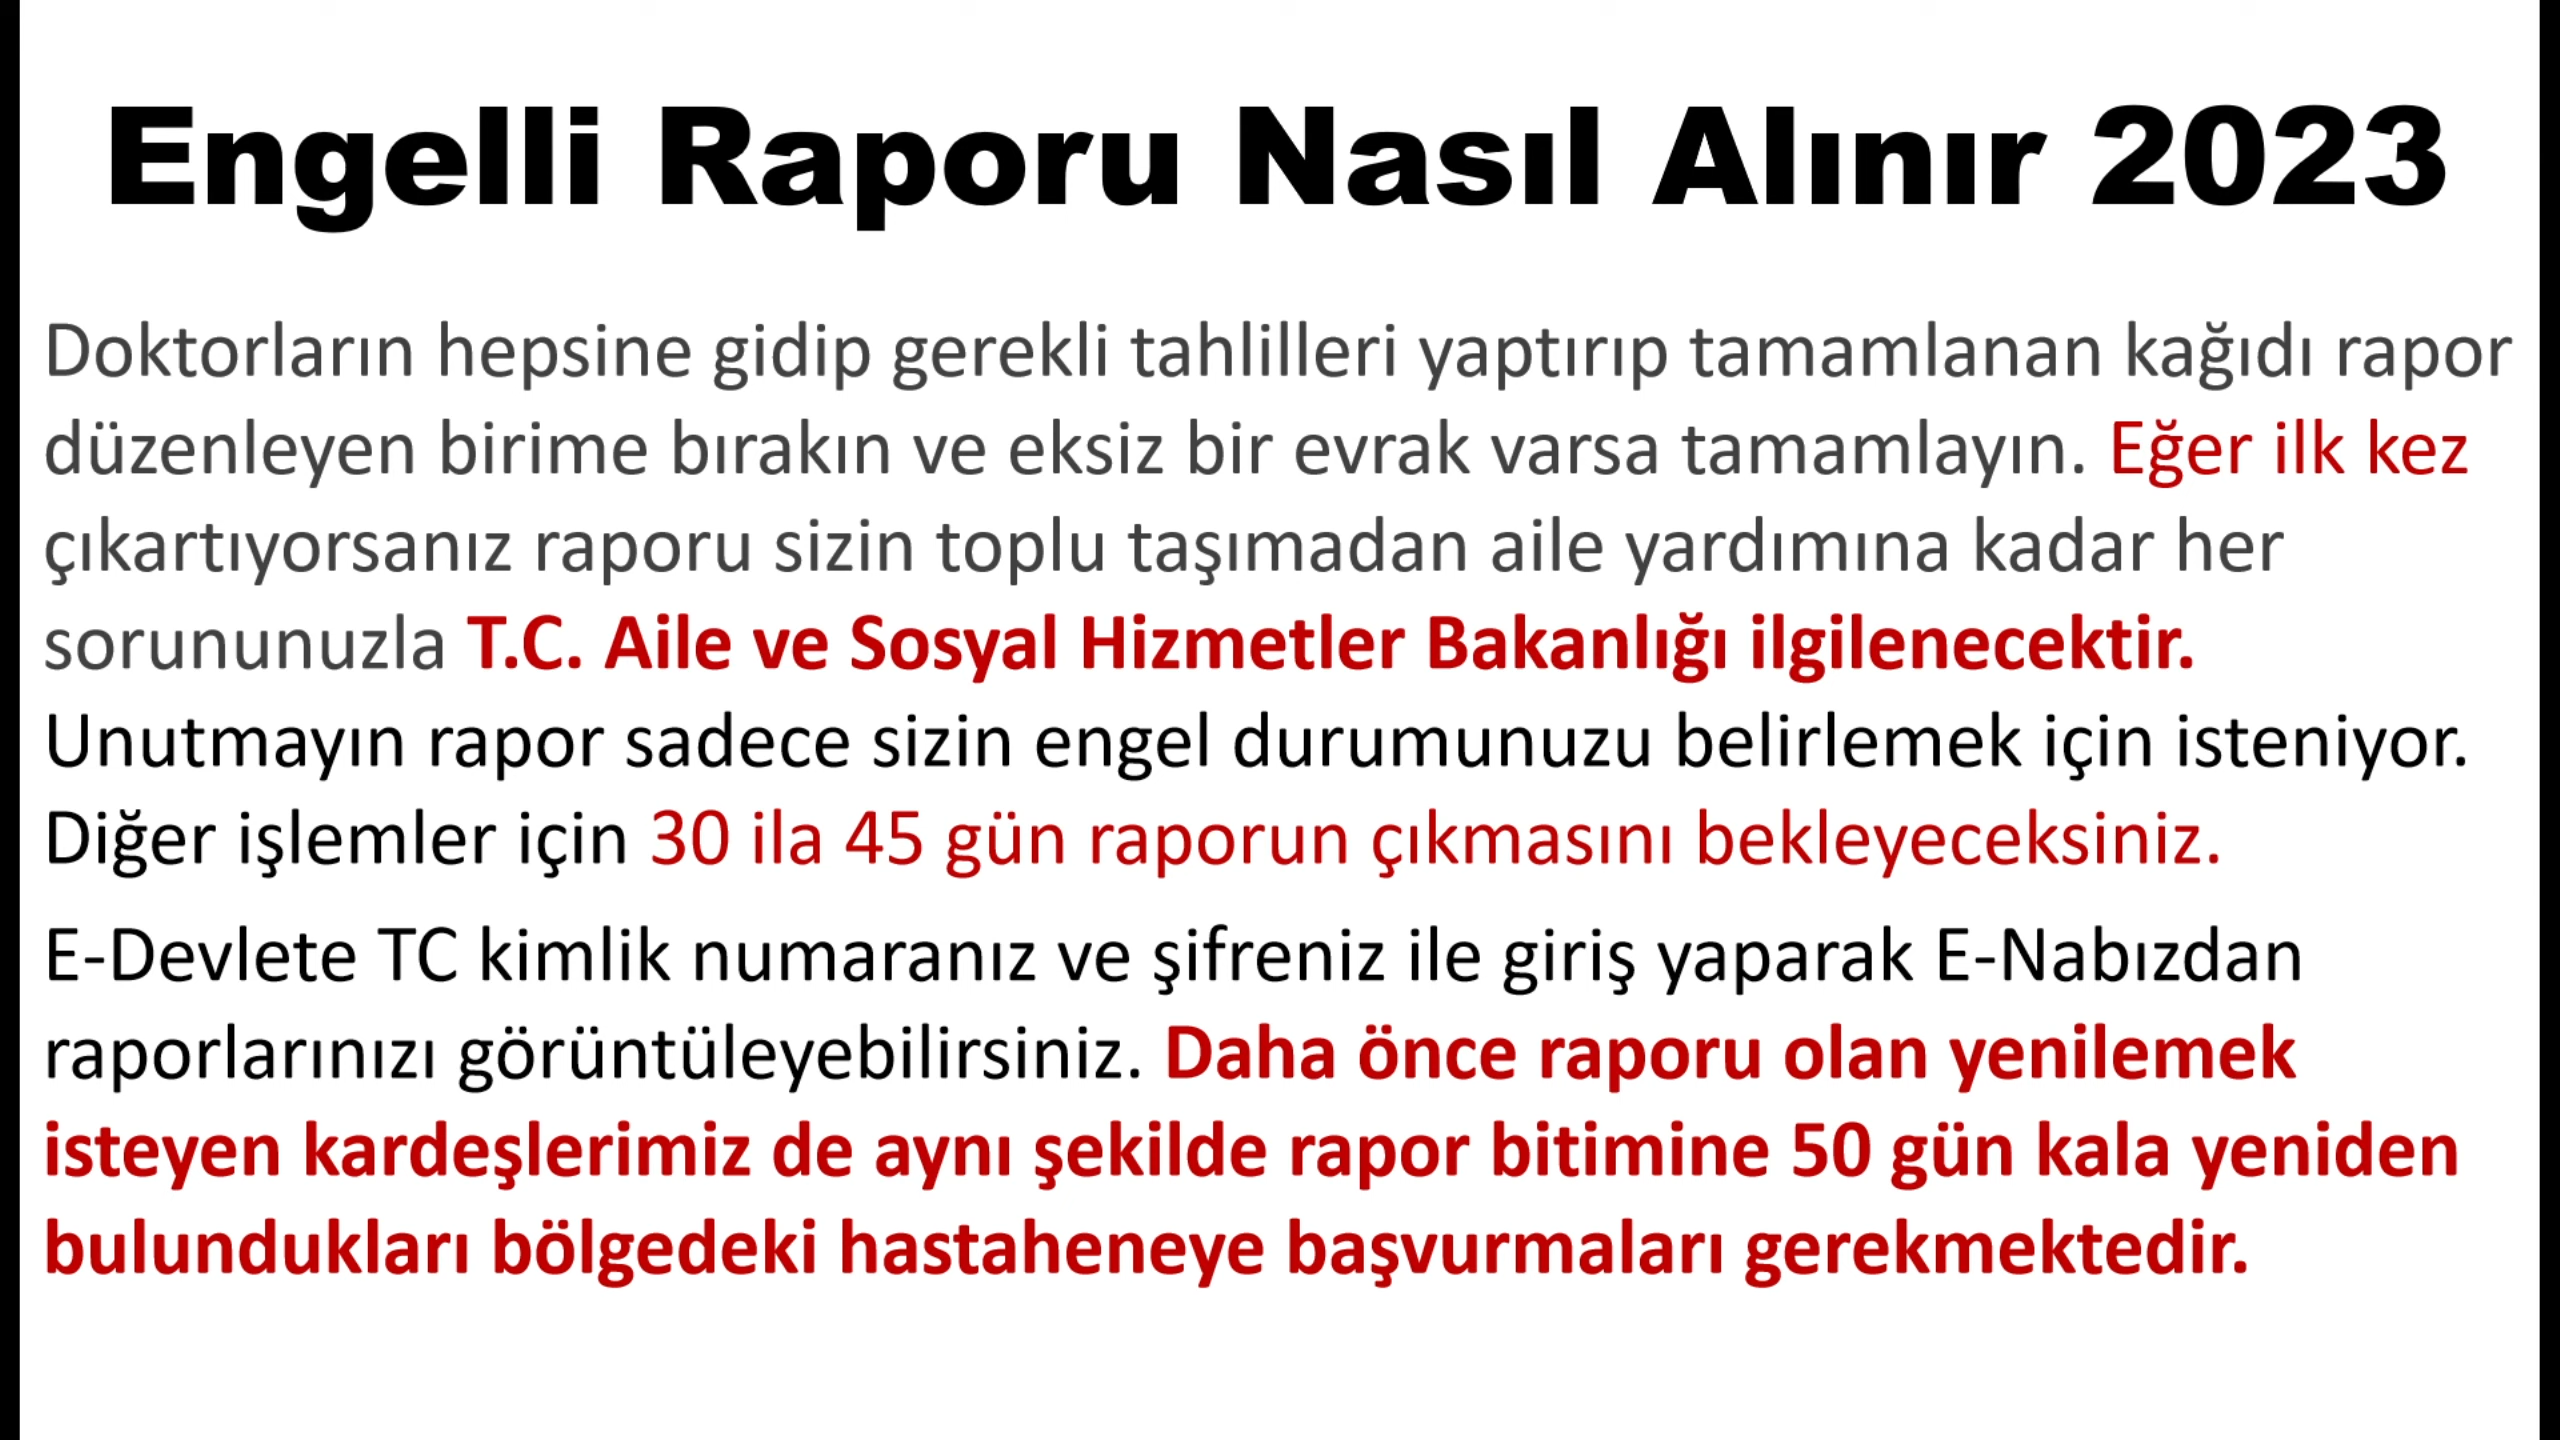 Engelli Raporu Nasıl Alınır 2023
Doktorların hepsine gidip gerekli tahlilleri yaptırıp tamamlanan kağıdı rapor
düzenleyen birime bırakın ve eksiz bir evrak varsa tamamlayın. Eğer ilk kez
çıkartıyorsanız raporu sizin toplu taşımadan aile yardımına kadar her
sorununuzla T.C. Aile ve Sosyal Hizmetler Bakanlığı ilgilenecektir.
Unutmayın rapor sadece sizin engel durumunuzu belirlemek için isteniyor.
Diğer işlemler için 30 ila 45 gün raporun çıkmasını bekleyeceksiniz.
E-Devlete TC kimlik numaranız ve şifreniz ile giriş yaparak E-Nabızdan
raporlarınızı görüntüleyebilirsiniz. Daha önce raporu olan yenilemek
isteyen kardeşlerimiz de aynı şekilde rapor bitimine 50 gün kala yeniden
bulundukları bölgedeki hastaheneye başvurmaları gerekmektedir.